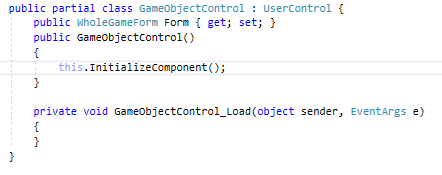 public partial class GameObjectControl : UserControl {
    public WholeGameForm Form { get; set; }
    public GameObjectControl()
    {
        this.InitializeComponent();
    }

    private void GameObjectControl_Load(object sender, EventArgs e)
    {
    }
}